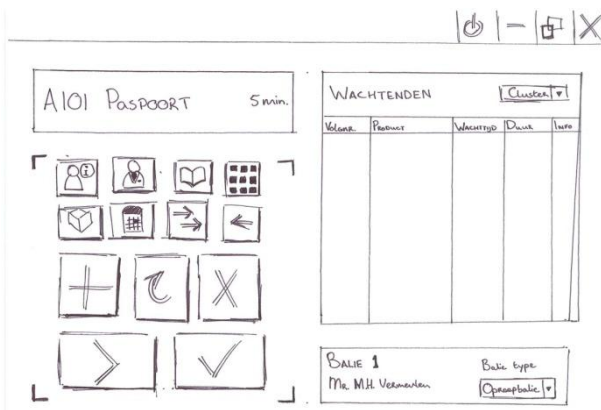 A101 PASPOORT 5 min.
WACHTENDEN Cluster
Volgnr. PRODUCT WACHTTIJD DUUR INFO
BALIE 1 Balie type
Mr. M.H. Vermeulen Oproepbalie